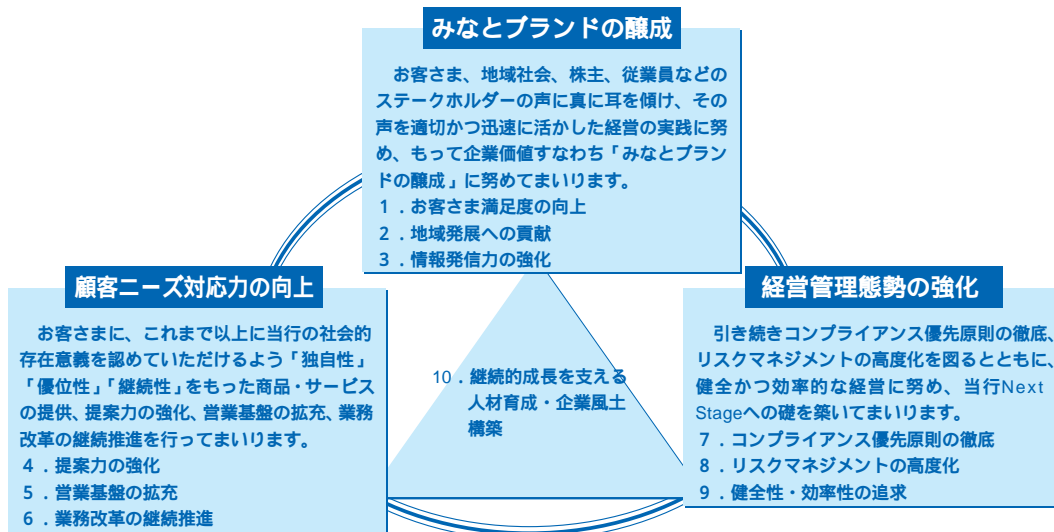 みなとブランドの醸成
お客さま、地域社会、株主、従業員などの
ステークホルダーの声に真に耳を傾け、その
声を適切かつ迅速に活かした経営の実践に努
め、もって企業価値すなわち「みなとブラン
ドの醸成」に努めてまいります。
1．お客さま満足度の向上
2．地域発展への貢献
3．情報発信力の強化
顧客ニーズ対応力の向上
お客さまに、これまで以上に当行の社会的
存在意義を認めていただけるよう「独自性」
「優位性」「継続性」をもった商品・サービス
の提供、提案力の強化、営業基盤の拡充、業務
改革の継続推進を行ってまいります。
4．提案力の強化
5．営業基盤の拡充
6．業務改革の継続推進
10．継続的成長を支える
人材育成・企業風土
構築
経営管理態勢の強化
引き続きコンプライアンス優先原則の徹底、
リスクマネジメントの高度化を図るとともに、
健全かつ効率的な経営に努め、当行Next
Stageへの礎を築いてまいります。
7．コンプライアンス優先原則の徹底
8．リスクマネジメントの高度化
9．健全性・効率性の追求